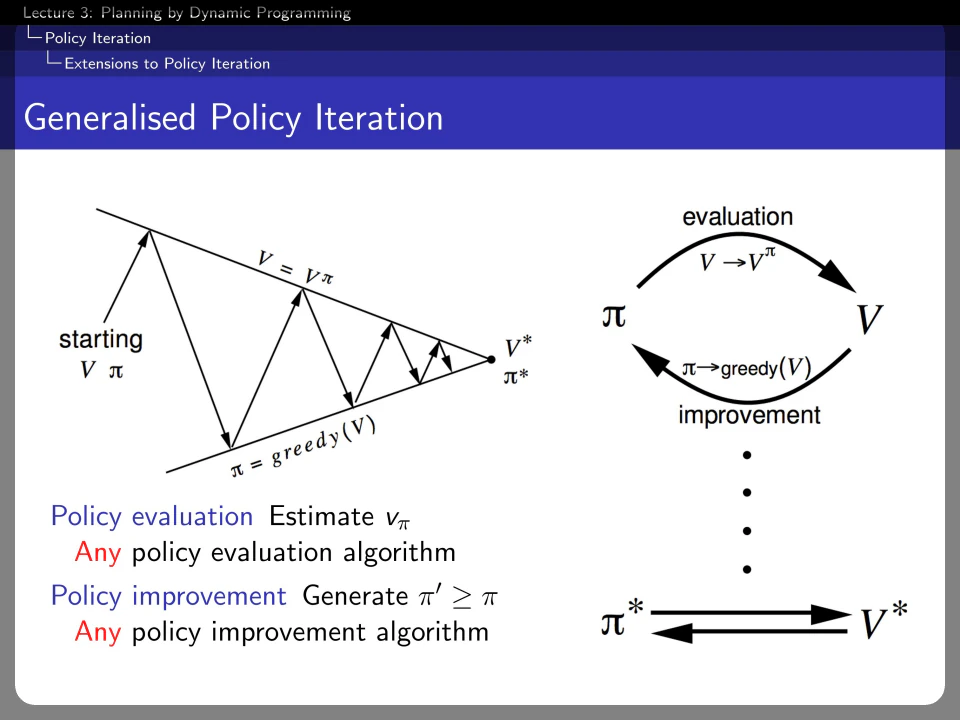 Lecture 3: Planning by Dynamic Programming
Policy Iteration
Extensions to Policy Iteration
Generalised Policy Iteration
V = V^π
starting
V π
V*
π*
π = greedy(V)
evaluation
V → V^π
π
V
π→greedy(V)
improvement
π*
V*
Policy evaluation Estimate v_π
Any policy evaluation algorithm
Policy improvement Generate π′ ≥ π
Any policy improvement algorithm